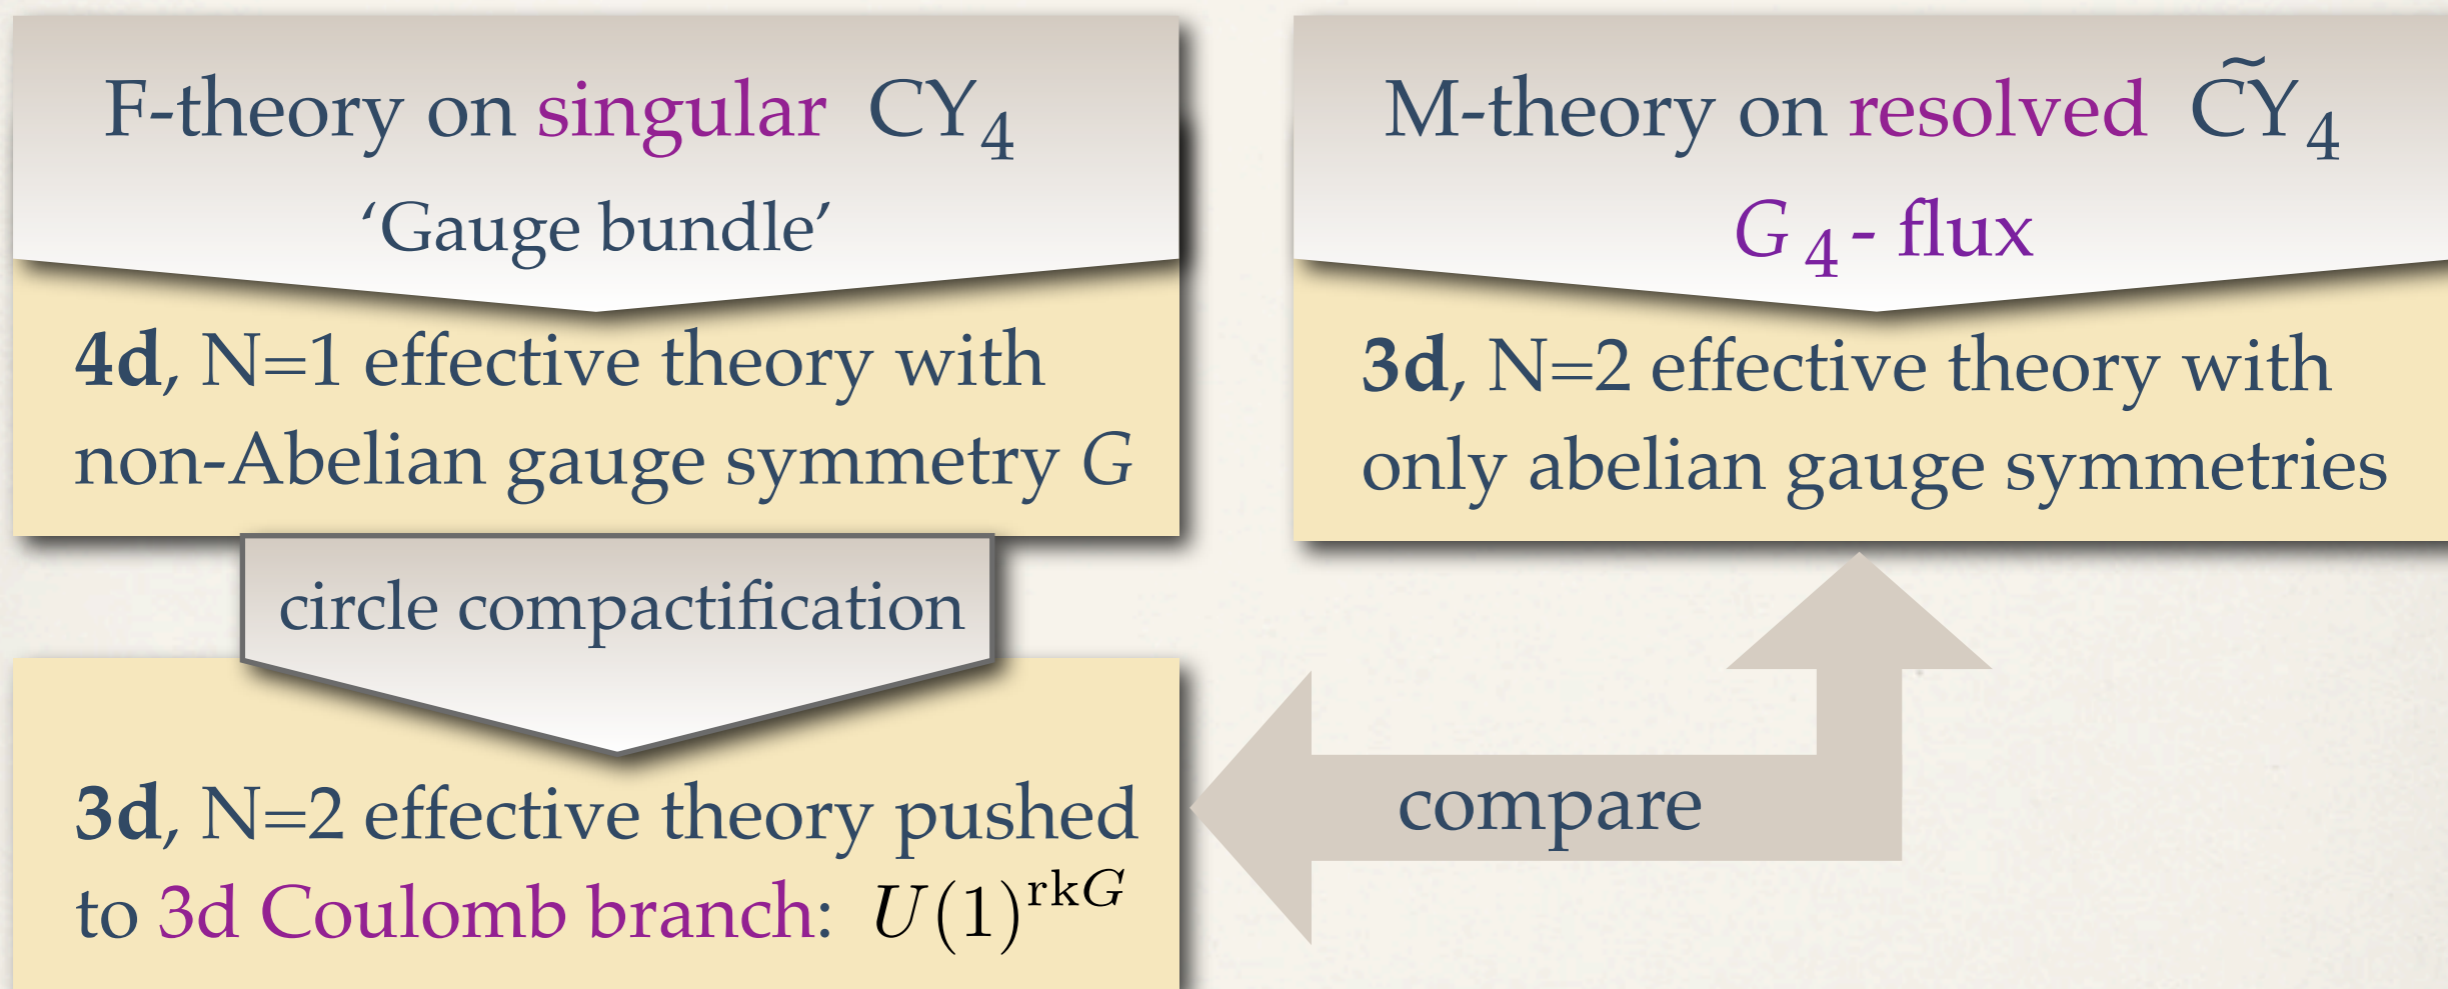 F-theory on singular CY₄
‘Gauge bundle’
4d, N=1 effective theory with
non-Abelian gauge symmetry G
circle compactification
3d, N=2 effective theory pushed
to 3d Coulomb branch: U(1)^{rkG}
M-theory on resolved C̃Y₄
G₄- flux
3d, N=2 effective theory with
only abelian gauge symmetries
compare